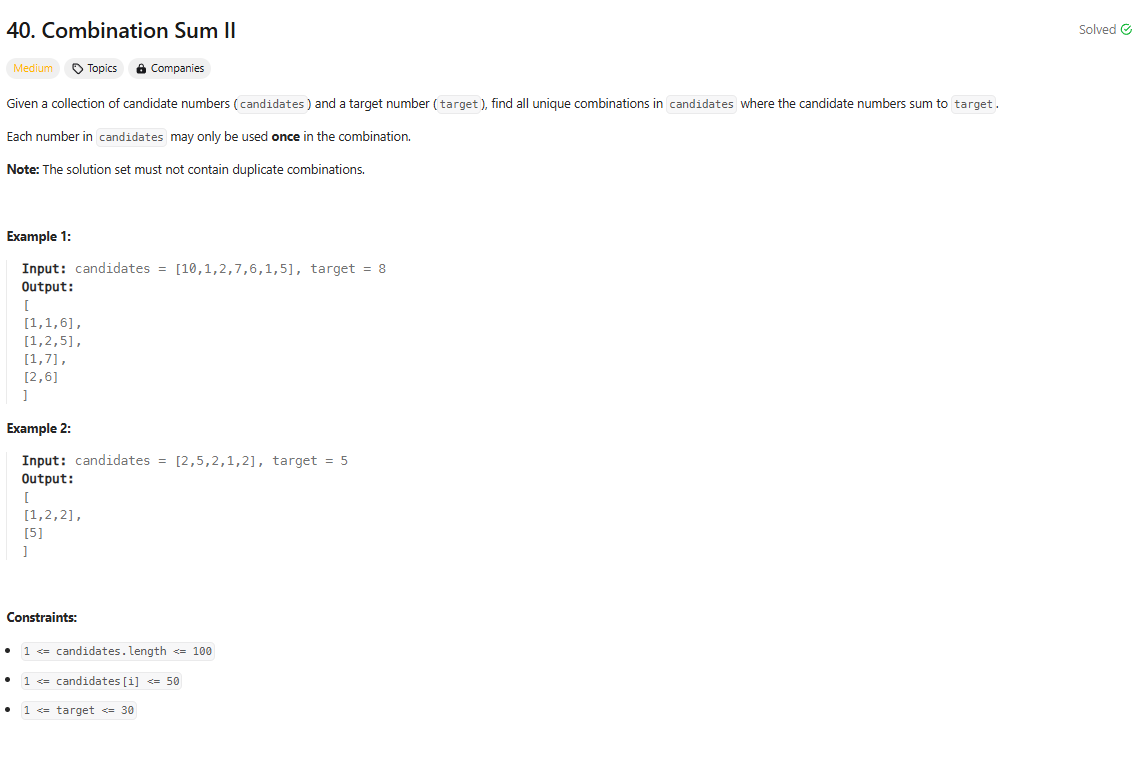 40. Combination Sum II
Solved
Medium Topics Companies
Given a collection of candidate numbers (candidates) and a target number (target), find all unique combinations in candidates where the candidate numbers sum to target.
Each number in candidates may only be used once in the combination.
Note: The solution set must not contain duplicate combinations.
Example 1:
Input: candidates = [10,1,2,7,6,1,5], target = 8
Output:
[
[1,1,6],
[1,2,5],
[1,7],
[2,6]
]
Example 2:
Input: candidates = [2,5,2,1,2], target = 5
Output:
[
[1,2,2],
[5]
]
Constraints:
1 <= candidates.length <= 100
1 <= candidates[i] <= 50
1 <= target <= 30